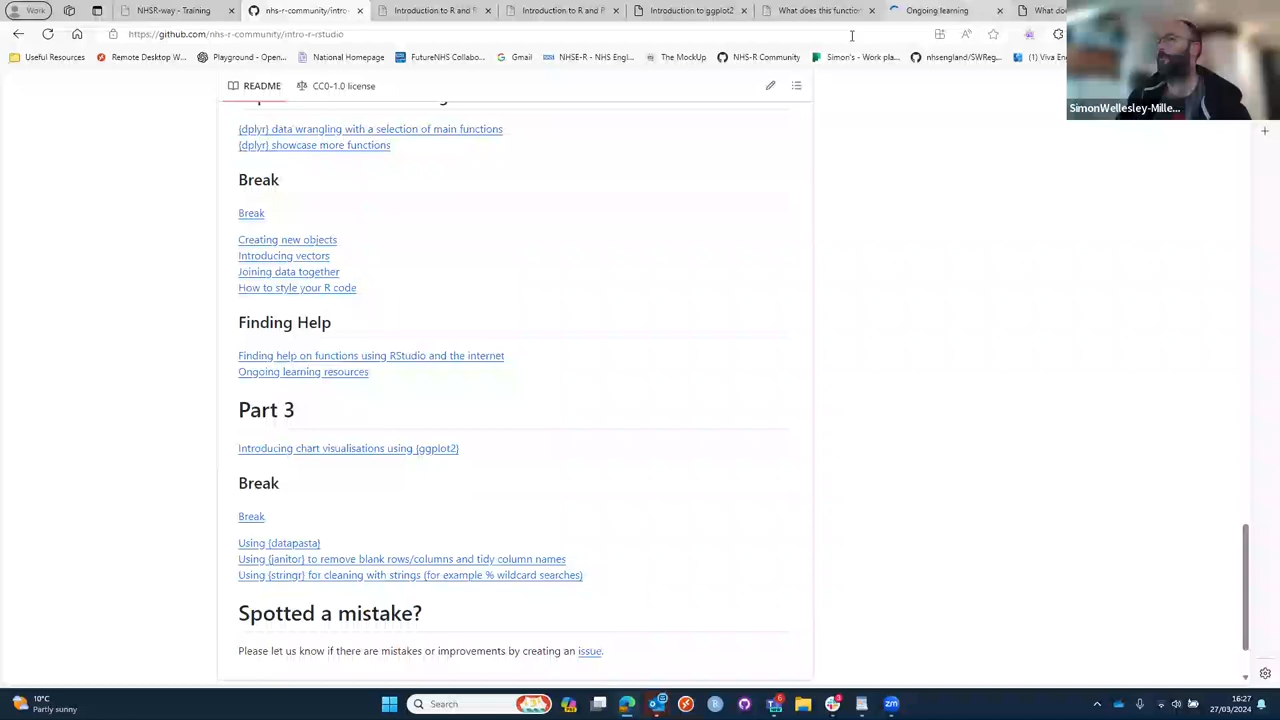 Work
NHSR-way - Training
nhs-r-community/intro-
Introduction to R and R
Introduction to R and P
Introduction to ggplot2
What does this function
Ongoing learning
What do
https://github.com/nhs-r-community/intro-r-rstudio
Useful Resources
Remote Desktop W...
Playground - Open...
National Homepage
FutureNHS Collabo...
Gmail
NHSE-R - NHS Engl...
The MockUp
NHS-R Community
Simon's - Work pla...
nhsengland/SWReg...
(1) Viva Eng
SimonWellesley-Mille...
README
CC0-1.0 license
{dplyr} data wrangling with a selection of main functions
{dplyr} showcase more functions
Break
Break
Creating new objects
Introducing vectors
Joining data together
How to style your R code
Finding Help
Finding help on functions using RStudio and the internet
Ongoing learning resources
Part 3
Introducing chart visualisations using {ggplot2}
Break
Break
Using {datapasta}
Using {janitor} to remove blank rows/columns and tidy column names
Using {stringr} for cleaning with strings (for example % wildcard searches)
Spotted a mistake?
Please let us know if there are mistakes or improvements by creating an issue.
10°C
Partly sunny
Search
16:27
27/03/2024